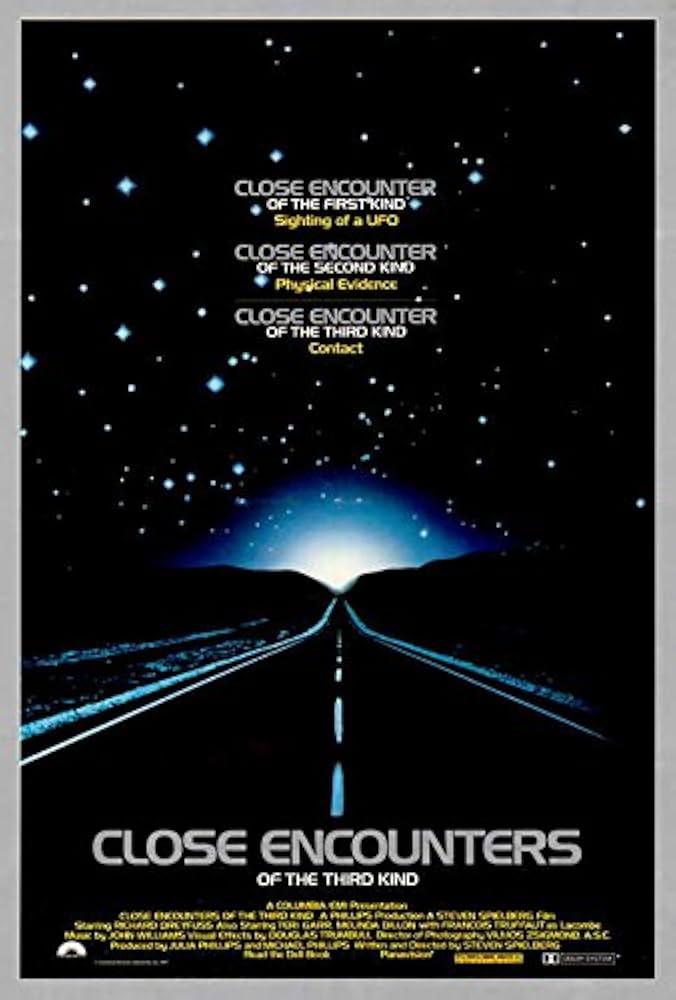 CLOSE ENCOUNTER
OF THE FIRST KIND
Sighting of a UFO
CLOSE ENCOUNTER
OF THE SECOND KIND
Physical Evidence
CLOSE ENCOUNTER
OF THE THIRD KIND
Contact
CLOSE ENCOUNTERS
OF THE THIRD KIND
A COLUMBIA/EMI Presentation
CLOSE ENCOUNTERS OF THE THIRD KIND A PHILLIPS Production A STEVEN SPIELBERG Film
Starring RICHARD DREYFUSS Also Starring TERI GARR, MELINDA DILLON with FRANCOIS TRUFFAUT as Lacombe
Music by JOHN WILLIAMS Visual Effects by DOUGLAS TRUMBULL Director of Photography VILMOS ZSIGMOND, A.S.C.
Produced by JULIA PHILLIPS and MICHAEL PHILLIPS Written and Directed by STEVEN SPIELBERG
Read the Dell Book Panavision
DOLBY SYSTEM